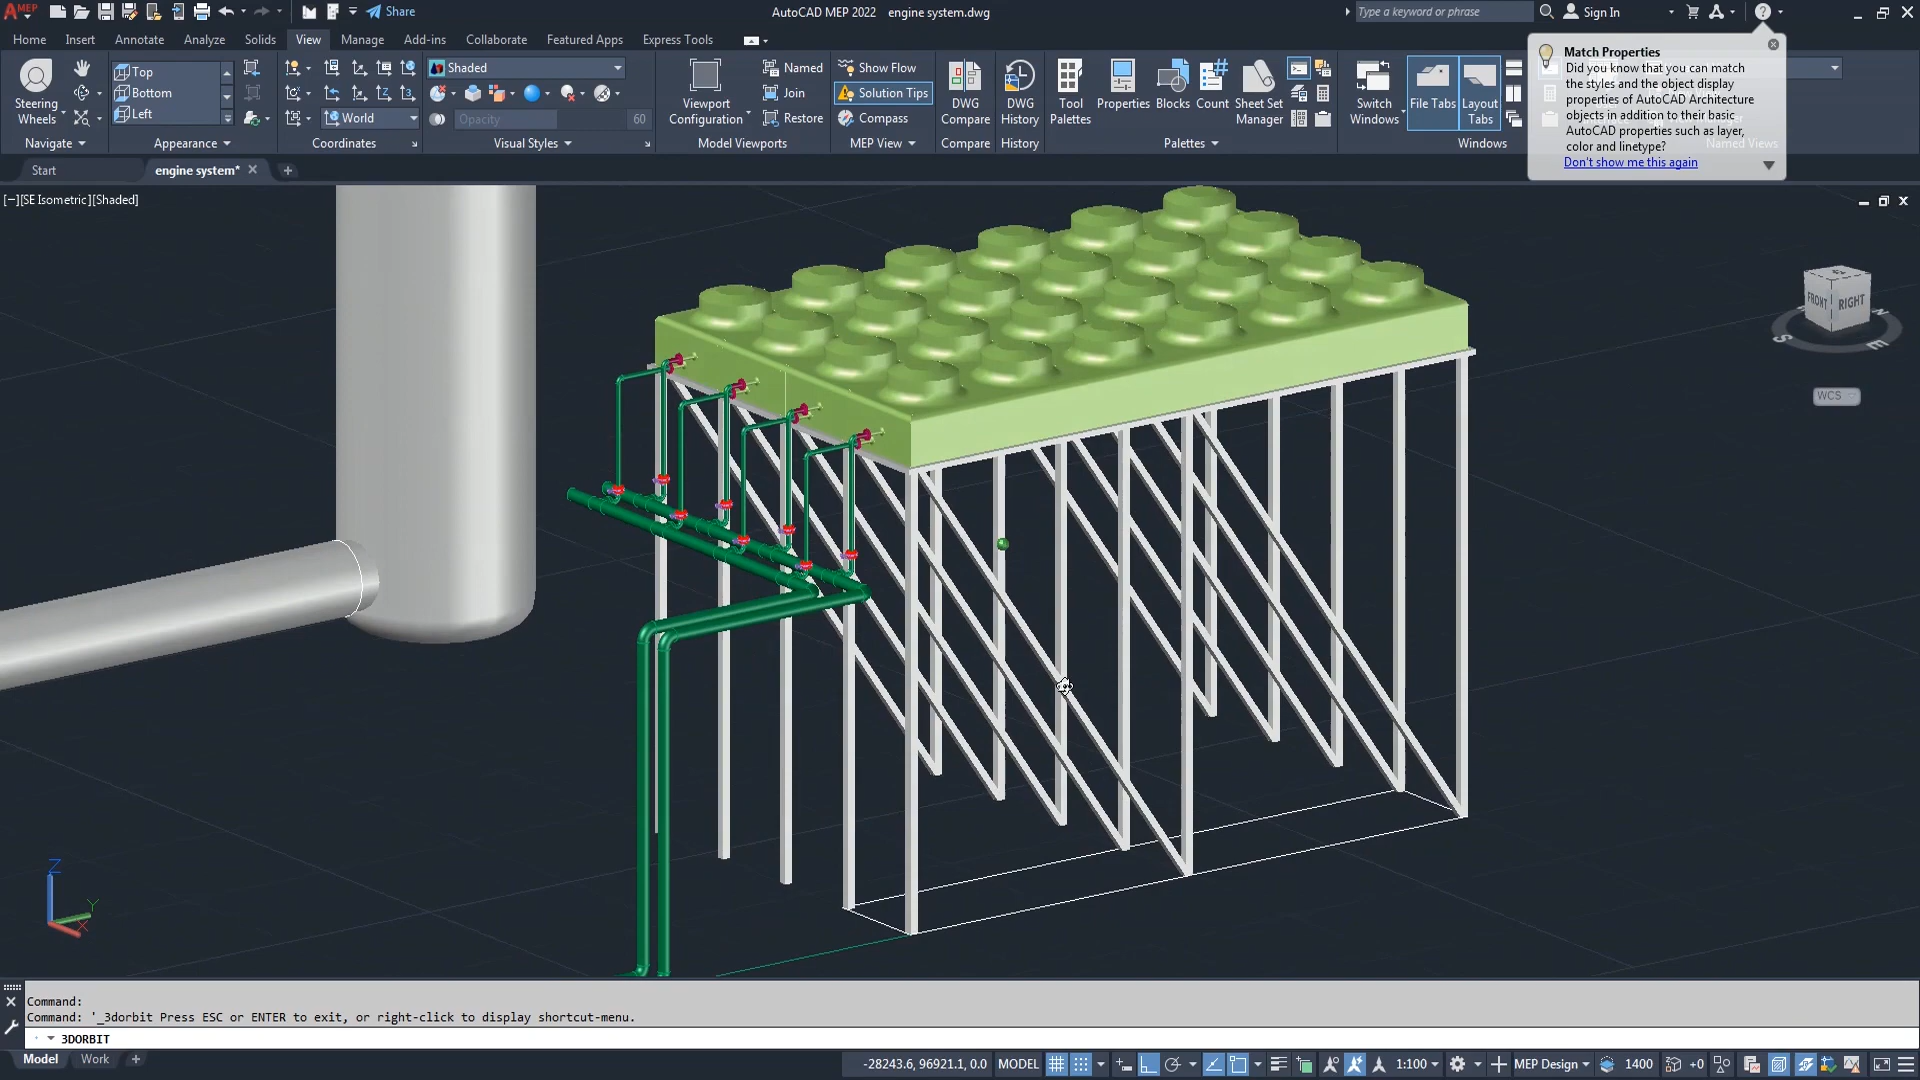 MEP
Share
AutoCAD MEP 2022 engine system.dwg
Type a keyword or phrase
Sign In
Home Insert Annotate Analyze Solids View Manage Add-ins Collaborate Featured Apps Express Tools
Steering Wheels
Top
Bottom
Left
World
Shaded
Opacity 60
Viewport Configuration
Named
Join
Restore
Show Flow
Solution Tips
Compass
DWG Compare
DWG History
Tool Palettes
Properties
Blocks
Count
Sheet Set Manager
Switch Windows
File Tabs
Layout Tabs
Navigate Appearance Coordinates Visual Styles Model Viewports MEP View Compare History Palettes Windows Named Views
Match Properties
Did you know that you can match
the styles and the object display
properties of AutoCAD Architecture
objects in addition to their basic
AutoCAD properties such as layer,
color and linetype?
Don't show me this again
Start engine system*
[−][SE Isometric][Shaded]
FRONT RIGHT
S E
WCS
Z
Y
X
Command:
Command: '_3dorbit Press ESC or ENTER to exit, or right-click to display shortcut-menu.
3DORBIT
Model Work
-28243.6, 96921.1, 0.0 MODEL 1:100 MEP Design 1400 +0